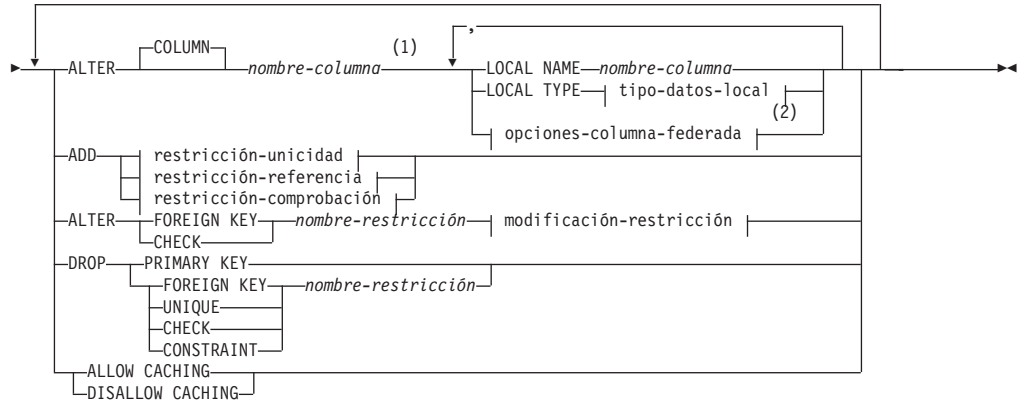 ,
COLUMN (1)
ALTER nombre-columna LOCAL NAME nombre-columna
LOCAL TYPE tipo-datos-local
(2)
opciones-columna-federada
ADD restricción-unicidad
restricción-referencia
restricción-comprobación
ALTER FOREIGN KEY nombre-restricción modificación-restricción
CHECK
DROP PRIMARY KEY
FOREIGN KEY nombre-restricción
UNIQUE
CHECK
CONSTRAINT
ALLOW CACHING
DISALLOW CACHING